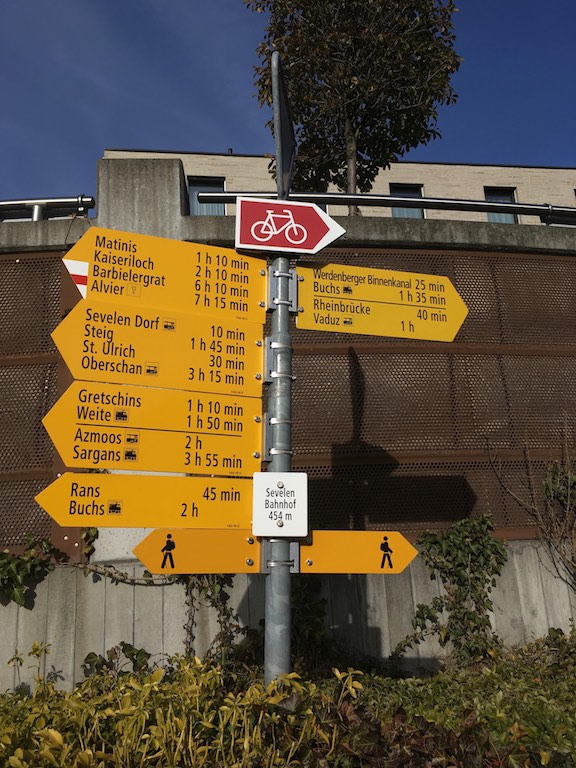 Matinis 1 h 10 min
Kaiseriloch 2 h 10 min
Barbielergrat 6 h 10 min
Alvier 7 h 15 min
Werdenberger Binnenkanal 25 min
Buchs 1 h 35 min
Rheinbrücke 40 min
Vaduz 1 h
Sevelen Dorf 10 min
Steig 1 h 45 min
St. Ulrich 30 min
Oberschan 3 h 15 min
Gretschins 1 h 10 min
Weite 1 h 50 min
Azmoos 2 h
Sargans 3 h 55 min
Rans 45 min
Buchs 2 h
Sevelen
Bahnhof
454 m